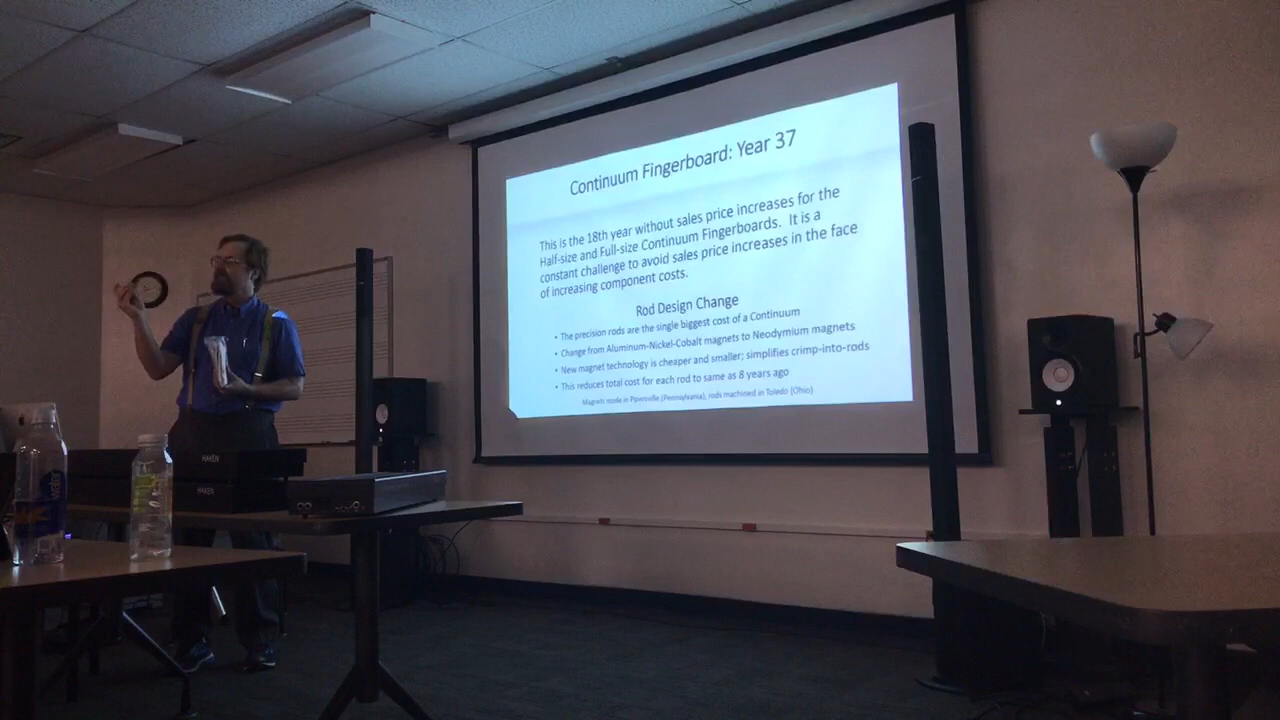 Continuum Fingerboard: Year 37
This is the 18th year without sales price increases for the
Half-size and Full-size Continuum Fingerboards. It is a
constant challenge to avoid sales price increases in the face
of increasing component costs.
Rod Design Change
• The precision rods are the single biggest cost of a Continuum
• Change from Aluminum-Nickel-Cobalt magnets to Neodymium magnets
• New magnet technology is cheaper and smaller; simplifies crimp-into-rods
• This reduces total cost for each rod to same as 8 years ago
Magnets made in Pipersville (Pennsylvania), rods machined in Toledo (Ohio)
HAKEN
HAKEN